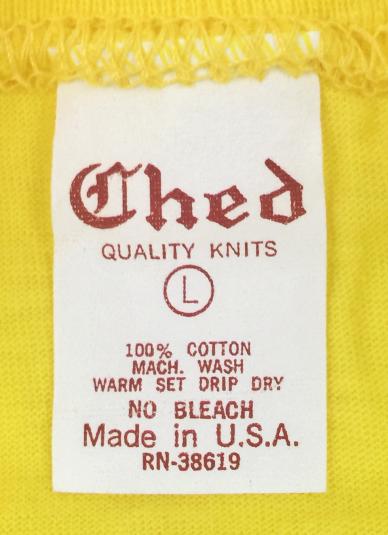 Ched
QUALITY KNITS
L
100% COTTON
MACH. WASH
WARM SET DRIP DRY
NO BLEACH
Made in U.S.A.
RN-38619